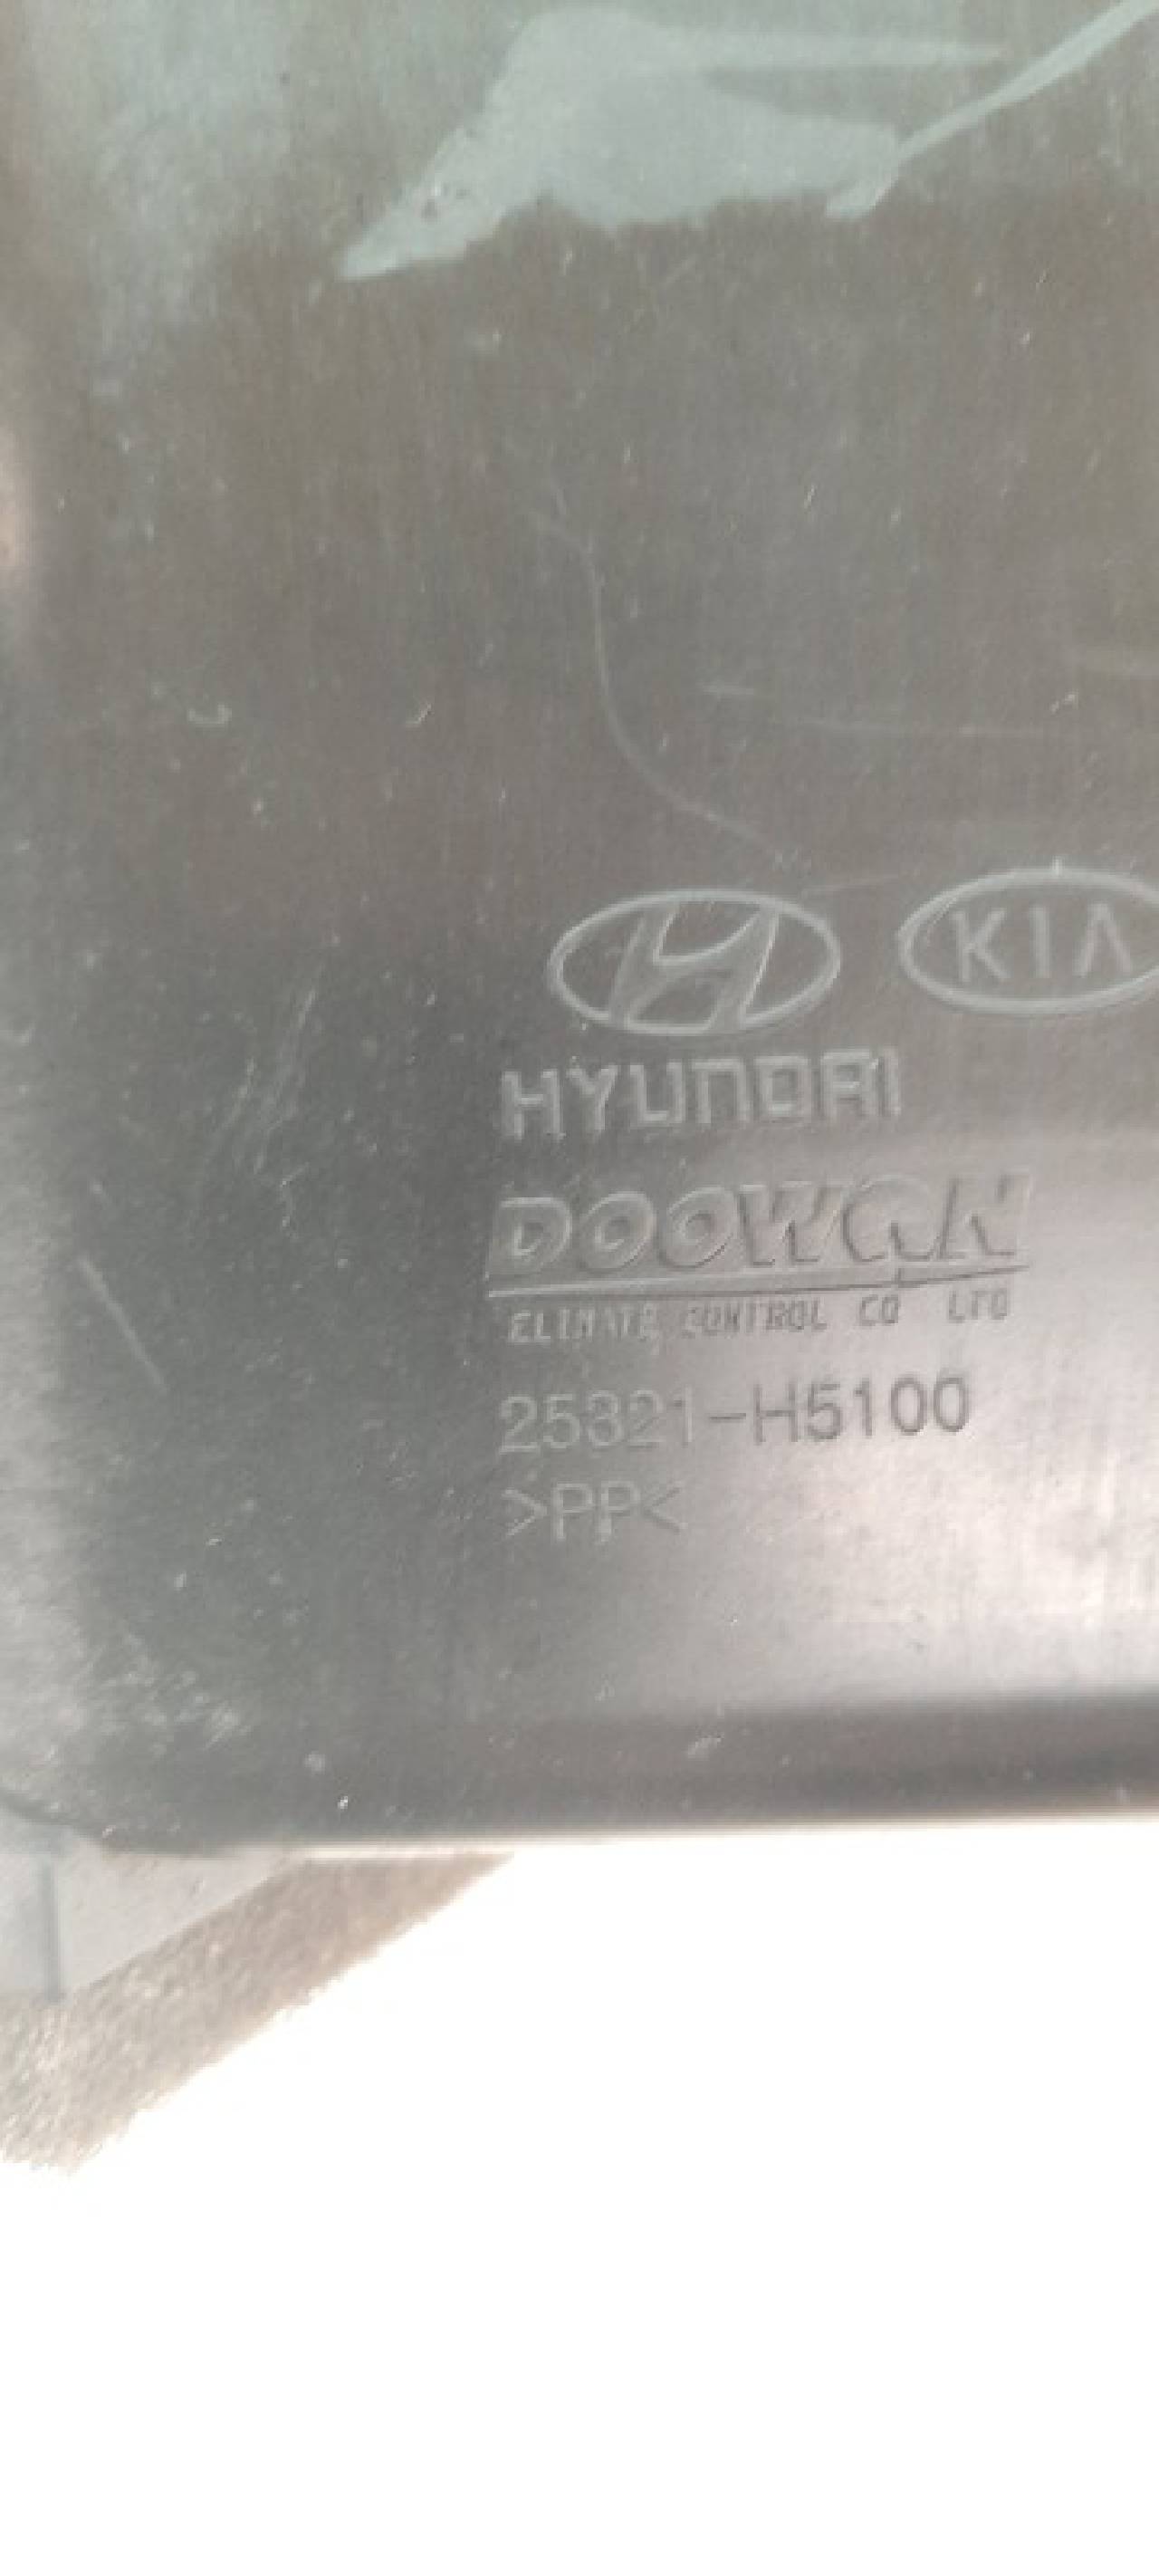 KIA
HYUNDAI
DOOWON
CLIMATE CONTROL CO LTD
25321-H5100
>PP<